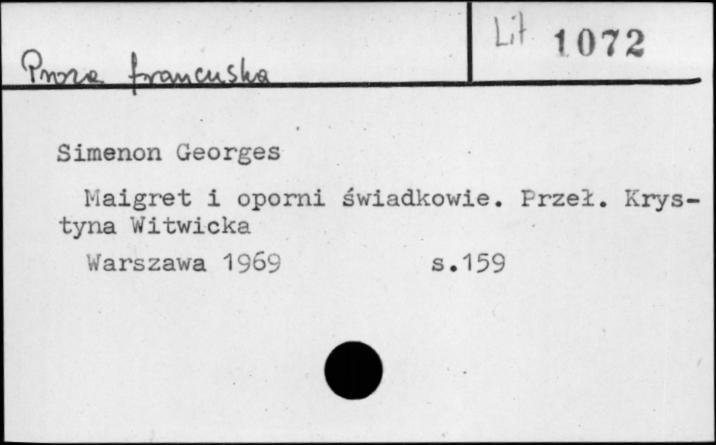 Lit 1072
Proza francuska
Simenon Georges
Maigret i oporni świadkowie. Przeł. Krys-
tyna Witwicka
Warszawa 1969 s.159